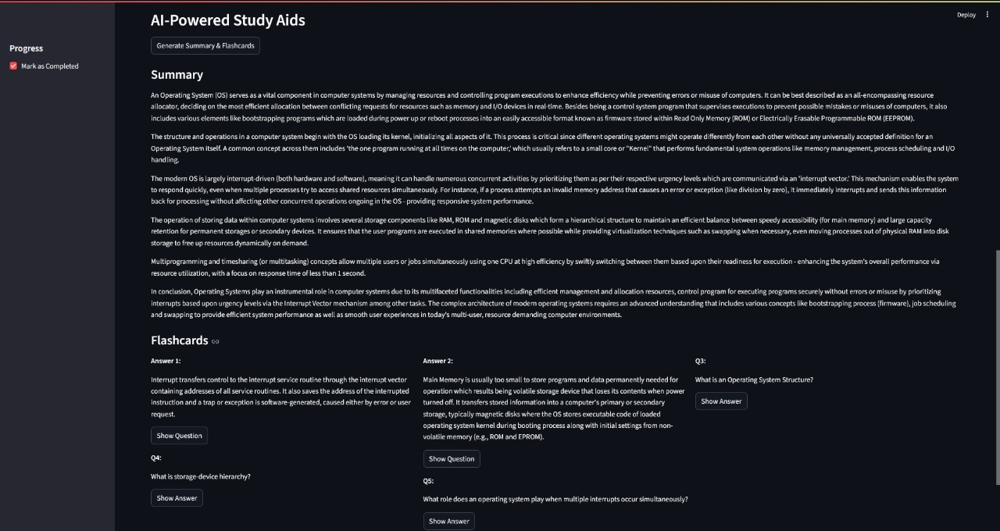 Deploy
AI-Powered Study Aids
Progress
Generate Summary & Flashcards
Mark as Completed
Summary
An Operating System (OS) serves as a vital component in computer systems by managing resources and controlling program executions to enhance efficiency while preventing errors or misuse of computers. It can be best described as an all-encompassing resource
allocator, deciding on the most efficient allocation between conflicting requests for resources such as memory and I/O devices in real-time. Besides being a control system program that supervises executions to prevent possible mistakes or misuses of computers, it also
includes various elements like bootstrapping programs which are loaded during power up or reboot processes into an easily accessible format known as firmware stored within Read Only Memory (ROM) or Electrically Erasable Programmable ROM (EEPROM).
The structure and operations in a computer system begin with the OS loading its kernel, initializing all aspects of it. This process is critical since different operating systems might operate differently from each other without any universally accepted definition for an
Operating System itself. A common concept across them includes 'the one program running at all times on the computer,' which usually refers to a small core or "Kernel" that performs fundamental system operations like memory management, process scheduling and I/O
handling.
The modern OS is largely interrupt-driven (both hardware and software), meaning it can handle numerous concurrent activities by prioritizing them as per their respective urgency levels which are communicated via an 'interrupt vector.' This mechanism enables the system
to respond quickly, even when multiple processes try to access shared resources simultaneously. For instance, if a process attempts an invalid memory address that causes an error or exception (like division by zero), it immediately interrupts and sends this information
back for processing without affecting other concurrent operations ongoing in the OS - providing responsive system performance.
The operation of storing data within computer systems involves several storage components like RAM, ROM and magnetic disks which form a hierarchical structure to maintain an efficient balance between speedy accessibility (for main memory) and large capacity
retention for permanent storages or secondary devices. It ensures that the user programs are executed in shared memories where possible while providing virtualization techniques such as swapping when necessary, even moving processes out of physical RAM into disk
storage to free up resources dynamically on demand.
Multiprogramming and timesharing (or multitasking) concepts allow multiple users or jobs simultaneously using one CPU at high efficiency by swiftly switching between them based upon their readiness for execution - enhancing the system's overall performance via
resource utilization, with a focus on response time of less than 1 second.
In conclusion, Operating Systems play an instrumental role in computer systems due to its multifaceted functionalities including efficient management and allocation resources, control program for executing programs securely without errors or misuse by prioritizing
interrupts based upon urgency levels via the Interrupt Vector mechanism among other tasks. The complex architecture of modern operating systems requires an advanced understanding that includes various concepts like bootstrapping process (firmware), job scheduling
and swapping to provide efficient system performance as well as smooth user experiences in today's multi-user, resource demanding computer environments.
Flashcards
Answer 1:
Interrupt transfers control to the interrupt service routine through the interrupt vector
containing addresses of all service routines. It also saves the address of the interrupted
instruction and a trap or exception is software-generated, caused either by error or user
request.
Show Question
Answer 2:
Main Memory is usually too small to store programs and data permanently needed for
operation which results being volatile storage device that loses its contents when power
turned off. It transfers stored information into a computer's primary or secondary
storage, typically magnetic disks where the OS stores executable code of loaded
operating system kernel during booting process along with initial settings from non-
volatile memory (e.g., ROM and EPROM).
Show Question
Q3:
What is an Operating System Structure?
Show Answer
Q4:
What is storage-device hierarchy?
Show Answer
Q5:
What role does an operating system play when multiple interrupts occur simultaneously?
Show Answer